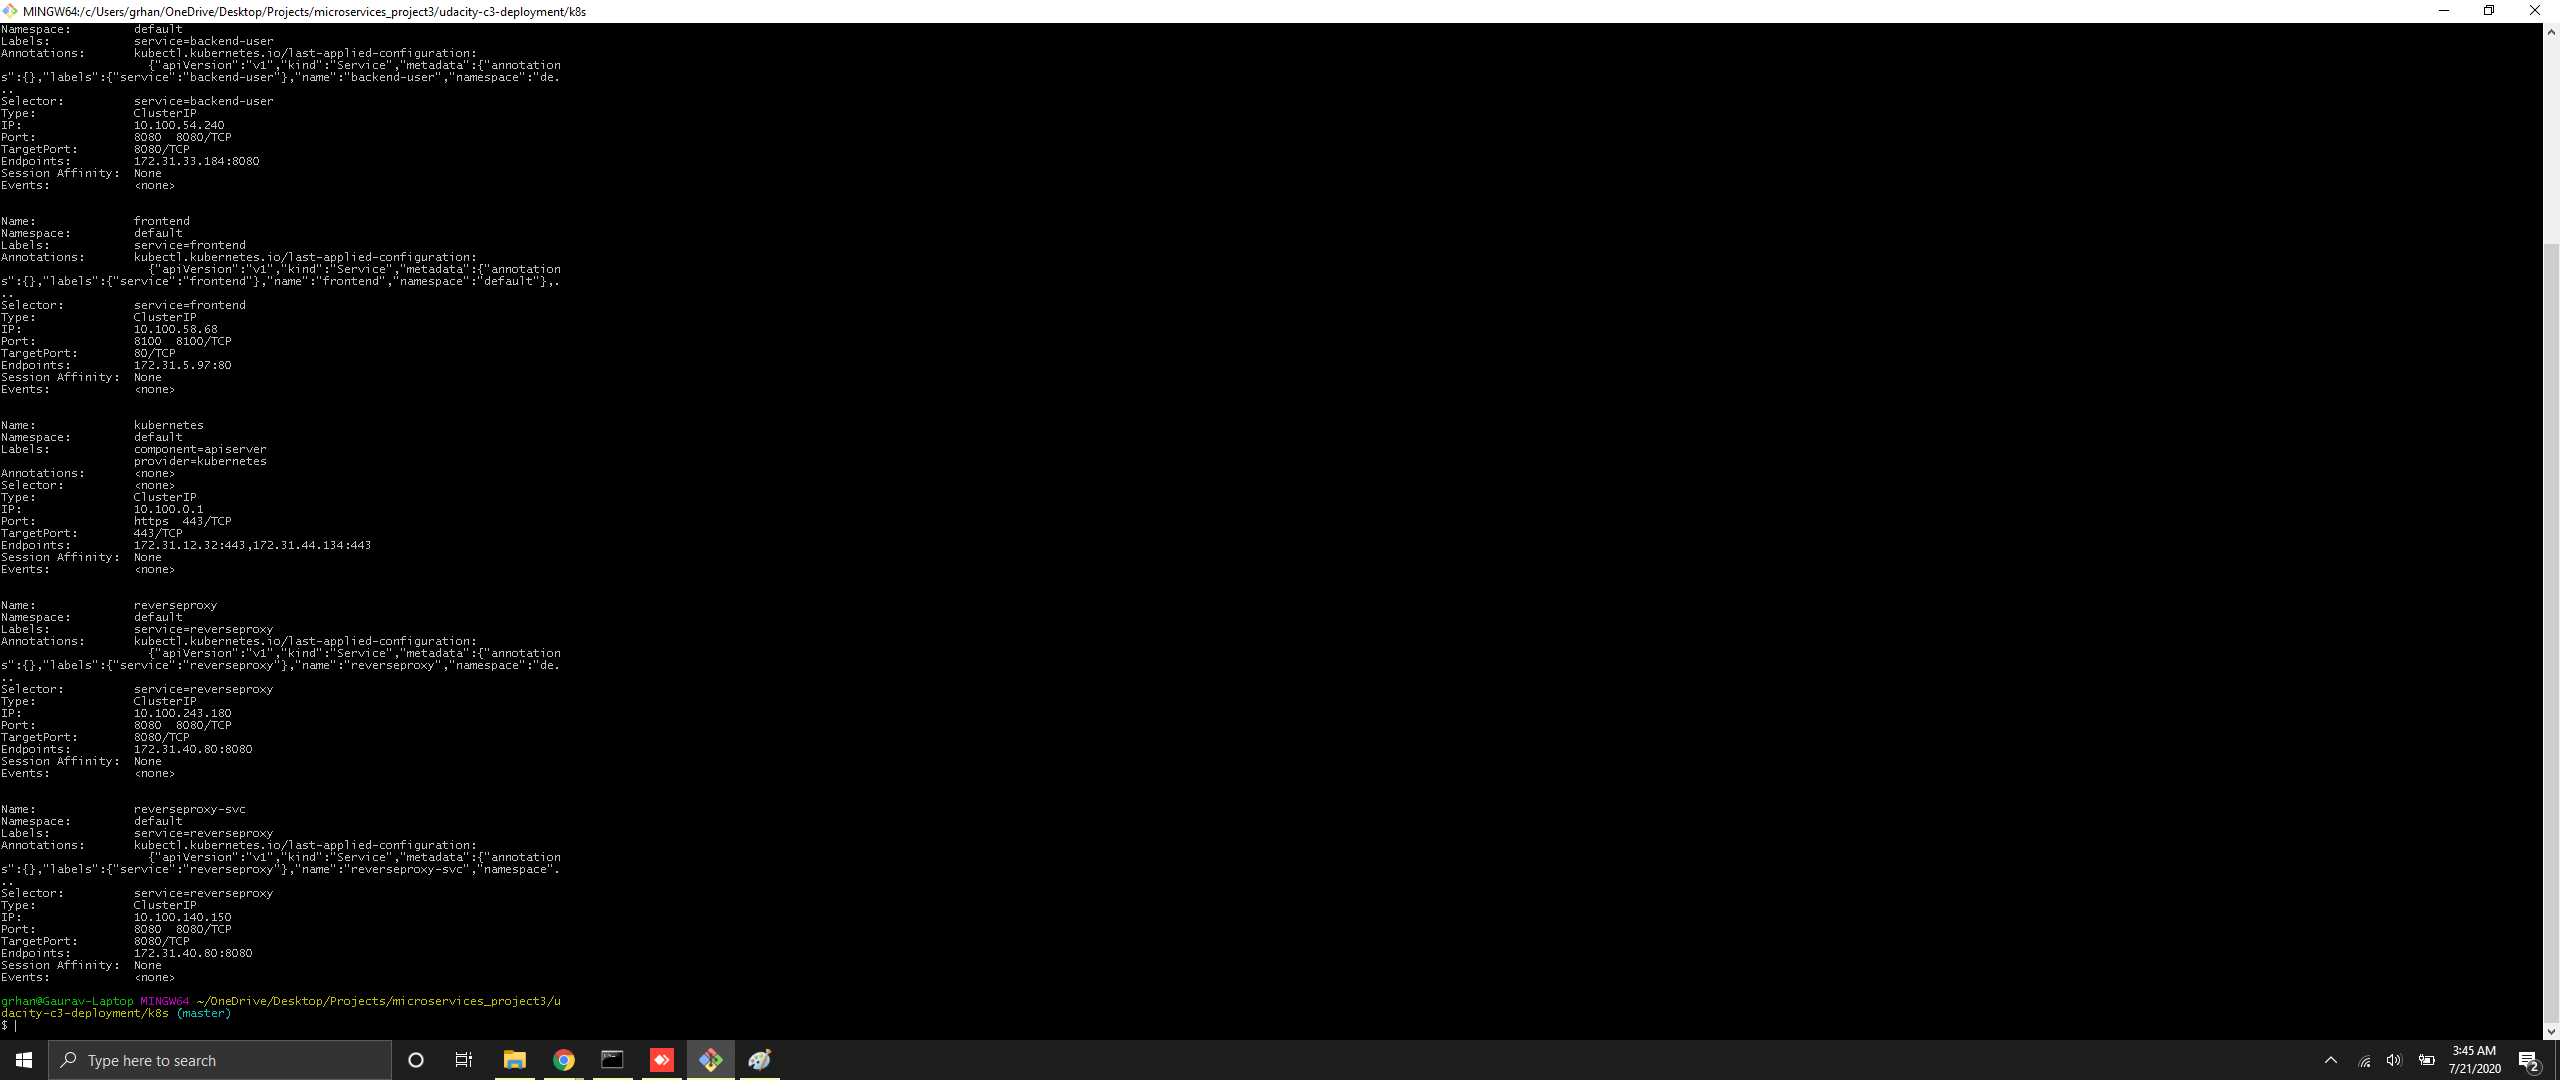 MINGW64:/c/Users/grhan/OneDrive/Desktop/Projects/microservices_project3/udacity-c3-deployment/k8s
Namespace:         default
Labels:            service=backend-user
Annotations:       kubectl.kubernetes.io/last-applied-configuration:
                     {"apiVersion":"v1","kind":"Service","metadata":{"annotation
s":{},"labels":{"service":"backend-user"},"name":"backend-user","namespace":"de.
..
Selector:          service=backend-user
Type:              ClusterIP
IP:                10.100.54.240
Port:              8080  8080/TCP
TargetPort:        8080/TCP
Endpoints:         172.31.33.184:8080
Session Affinity:  None
Events:            <none>
Name:              frontend
Namespace:         default
Labels:            service=frontend
Annotations:       kubectl.kubernetes.io/last-applied-configuration:
                     {"apiVersion":"v1","kind":"Service","metadata":{"annotation
s":{},"labels":{"service":"frontend"},"name":"frontend","namespace":"default"},.
..
Selector:          service=frontend
Type:              ClusterIP
IP:                10.100.58.68
Port:              8100  8100/TCP
TargetPort:        80/TCP
Endpoints:         172.31.5.97:80
Session Affinity:  None
Events:            <none>
Name:              kubernetes
Namespace:         default
Labels:            component=apiserver
                   provider=kubernetes
Annotations:       <none>
Selector:          <none>
Type:              ClusterIP
IP:                10.100.0.1
Port:              https  443/TCP
TargetPort:        443/TCP
Endpoints:         172.31.12.32:443,172.31.44.134:443
Session Affinity:  None
Events:            <none>
Name:              reverseproxy
Namespace:         default
Labels:            service=reverseproxy
Annotations:       kubectl.kubernetes.io/last-applied-configuration:
                     {"apiVersion":"v1","kind":"Service","metadata":{"annotation
s":{},"labels":{"service":"reverseproxy"},"name":"reverseproxy","namespace":"de.
..
Selector:          service=reverseproxy
Type:              ClusterIP
IP:                10.100.243.180
Port:              8080  8080/TCP
TargetPort:        8080/TCP
Endpoints:         172.31.40.80:8080
Session Affinity:  None
Events:            <none>
Name:              reverseproxy-svc
Namespace:         default
Labels:            service=reverseproxy
Annotations:       kubectl.kubernetes.io/last-applied-configuration:
                     {"apiVersion":"v1","kind":"Service","metadata":{"annotation
s":{},"labels":{"service":"reverseproxy"},"name":"reverseproxy-svc","namespace".
..
Selector:          service=reverseproxy
Type:              ClusterIP
IP:                10.100.140.150
Port:              8080  8080/TCP
TargetPort:        8080/TCP
Endpoints:         172.31.40.80:8080
Session Affinity:  None
Events:            <none>
grhan@Gaurav-Laptop MINGW64 ~/OneDrive/Desktop/Projects/microservices_project3/u
dacity-c3-deployment/k8s (master)
$
Type here to search
3:45 AM
7/21/2020
2